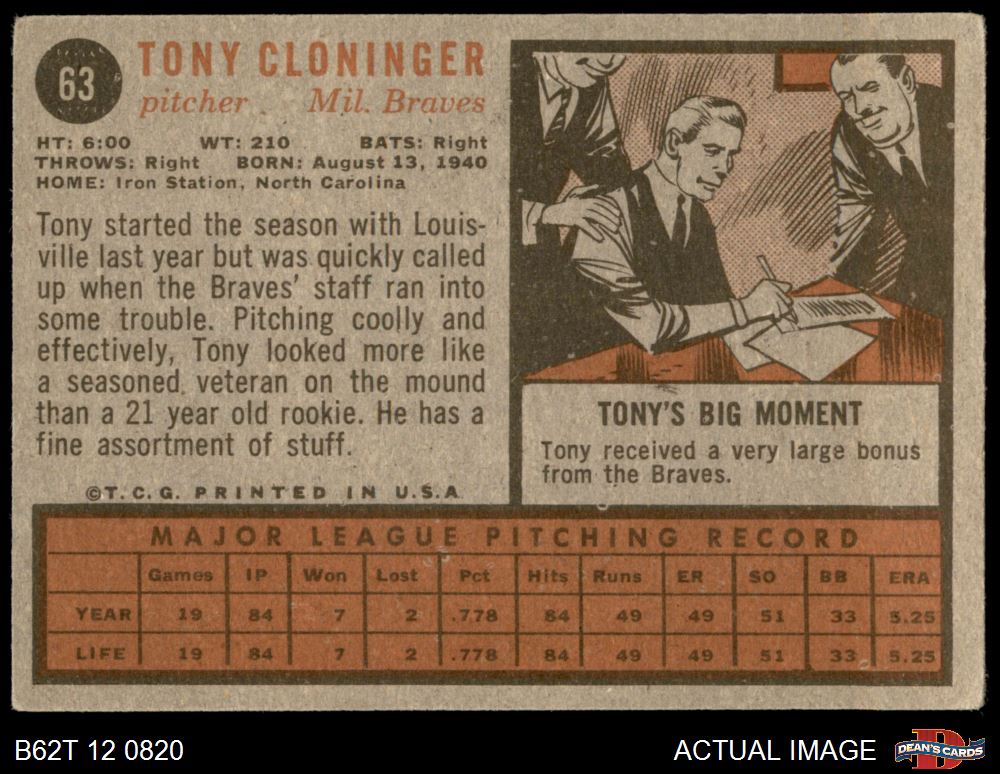 63
TONY CLONINGER
pitcher Mil. Braves
HT: 6:00 WT: 210 BATS: Right
THROWS: Right BORN: August 13, 1940
HOME: Iron Station, North Carolina
Tony started the season with Louis-
ville last year but was quickly called
up when the Braves' staff ran into
some trouble. Pitching coolly and
effectively, Tony looked more like
a seasoned veteran on the mound
than a 21 year old rookie. He has a
fine assortment of stuff.
©T.C.G. PRINTED IN U.S.A.
TONY'S BIG MOMENT
Tony received a very large bonus
from the Braves.
MAJOR LEAGUE PITCHING RECORD
Games IP Won Lost Pct Hits Runs ER SO BB ERA
YEAR 19 84 7 2 .778 84 49 49 51 33 5.25
LIFE 19 84 7 2 .778 84 49 49 51 33 5.25
B62T 12 0820
ACTUAL IMAGE
DEAN'S CARDS